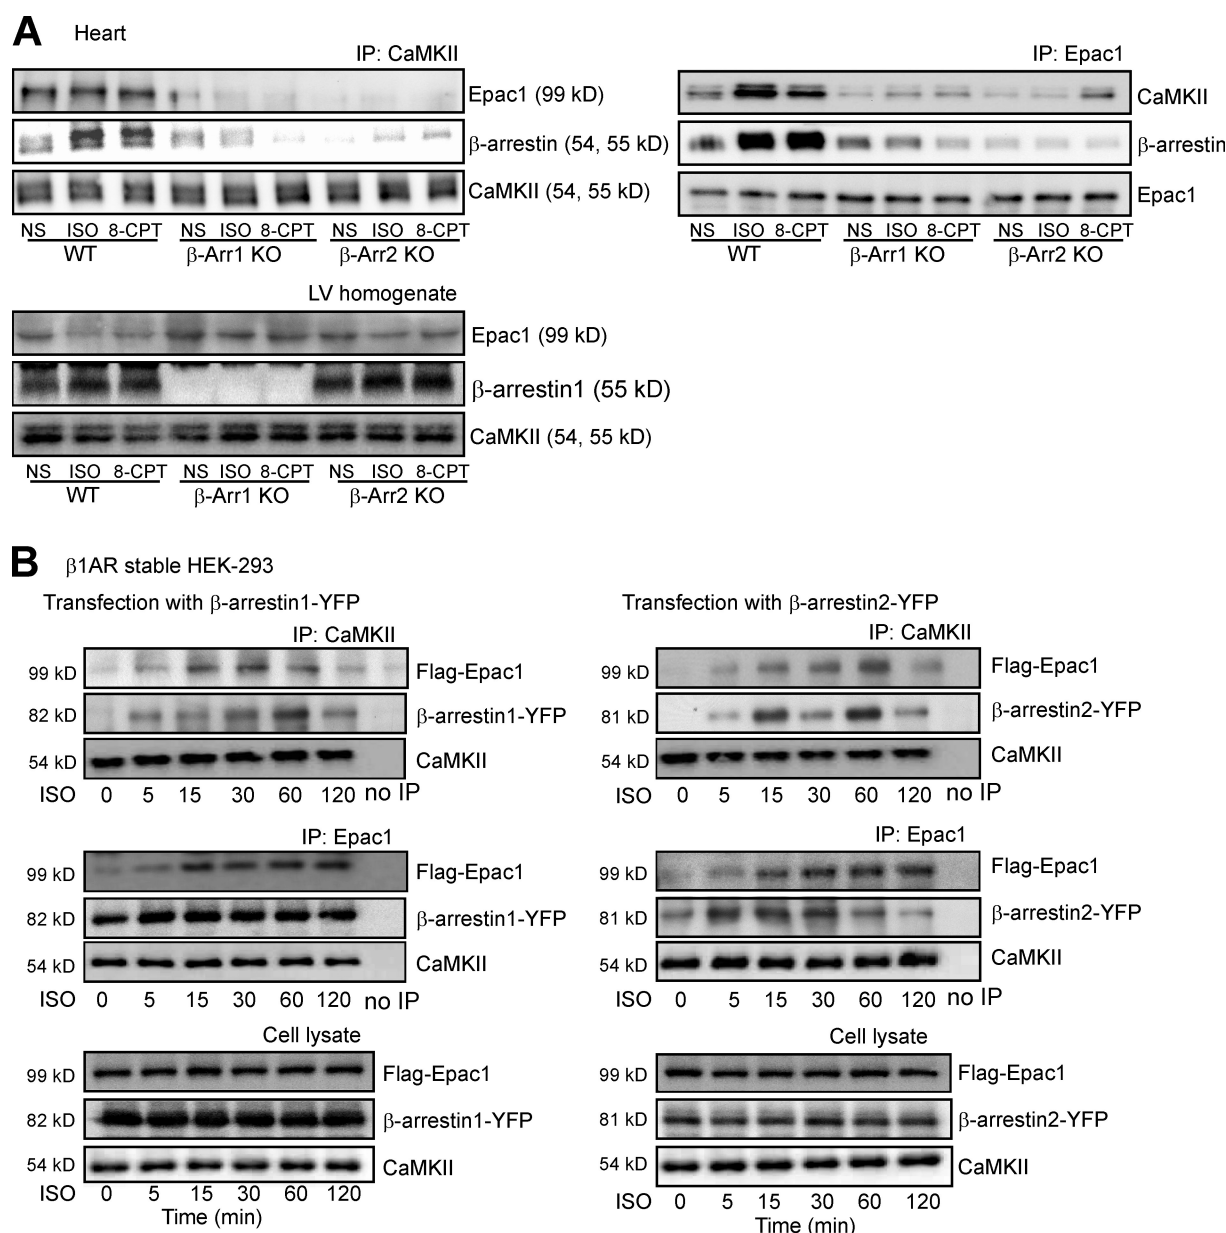 A
Heart
IP: CaMKII
Epac1 (99 kD)
β-arrestin (54, 55 kD)
CaMKII (54, 55 kD)
NS ISO 8-CPT NS ISO 8-CPT NS ISO 8-CPT
WT β-Arr1 KO β-Arr2 KO
IP: Epac1
CaMKII
β-arrestin
Epac1
NS ISO 8-CPT NS ISO 8-CPT NS ISO 8-CPT
WT β-Arr1 KO β-Arr2 KO
LV homogenate
Epac1 (99 kD)
β-arrestin1 (55 kD)
CaMKII (54, 55 kD)
NS ISO 8-CPT NS ISO 8-CPT NS ISO 8-CPT
WT β-Arr1 KO β-Arr2 KO
B
β1AR stable HEK-293
Transfection with β-arrestin1-YFP
IP: CaMKII
99 kD Flag-Epac1
82 kD β-arrestin1-YFP
54 kD CaMKII
ISO 0 5 15 30 60 120 no IP
IP: Epac1
99 kD Flag-Epac1
82 kD β-arrestin1-YFP
54 kD CaMKII
ISO 0 5 15 30 60 120 no IP
Cell lysate
99 kD Flag-Epac1
82 kD β-arrestin1-YFP
54 kD CaMKII
ISO 0 5 15 30 60 120
Time (min)
Transfection with β-arrestin2-YFP
IP: CaMKII
99 kD Flag-Epac1
81 kD β-arrestin2-YFP
54 kD CaMKII
ISO 0 5 15 30 60 120 no IP
IP: Epac1
99 kD Flag-Epac1
81 kD β-arrestin2-YFP
54 kD CaMKII
ISO 0 5 15 30 60 120 no IP
Cell lysate
99 kD Flag-Epac1
81 kD β-arrestin2-YFP
54 kD CaMKII
ISO 0 5 15 30 60 120
Time (min)